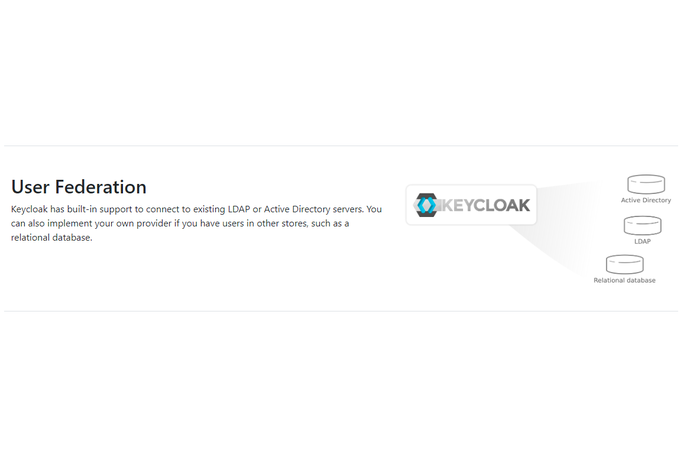 User Federation
Keycloak has built-in support to connect to existing LDAP or Active Directory servers. You
can also implement your own provider if you have users in other stores, such as a
relational database.
KEYCLOAK
Active Directory
LDAP
Relational database